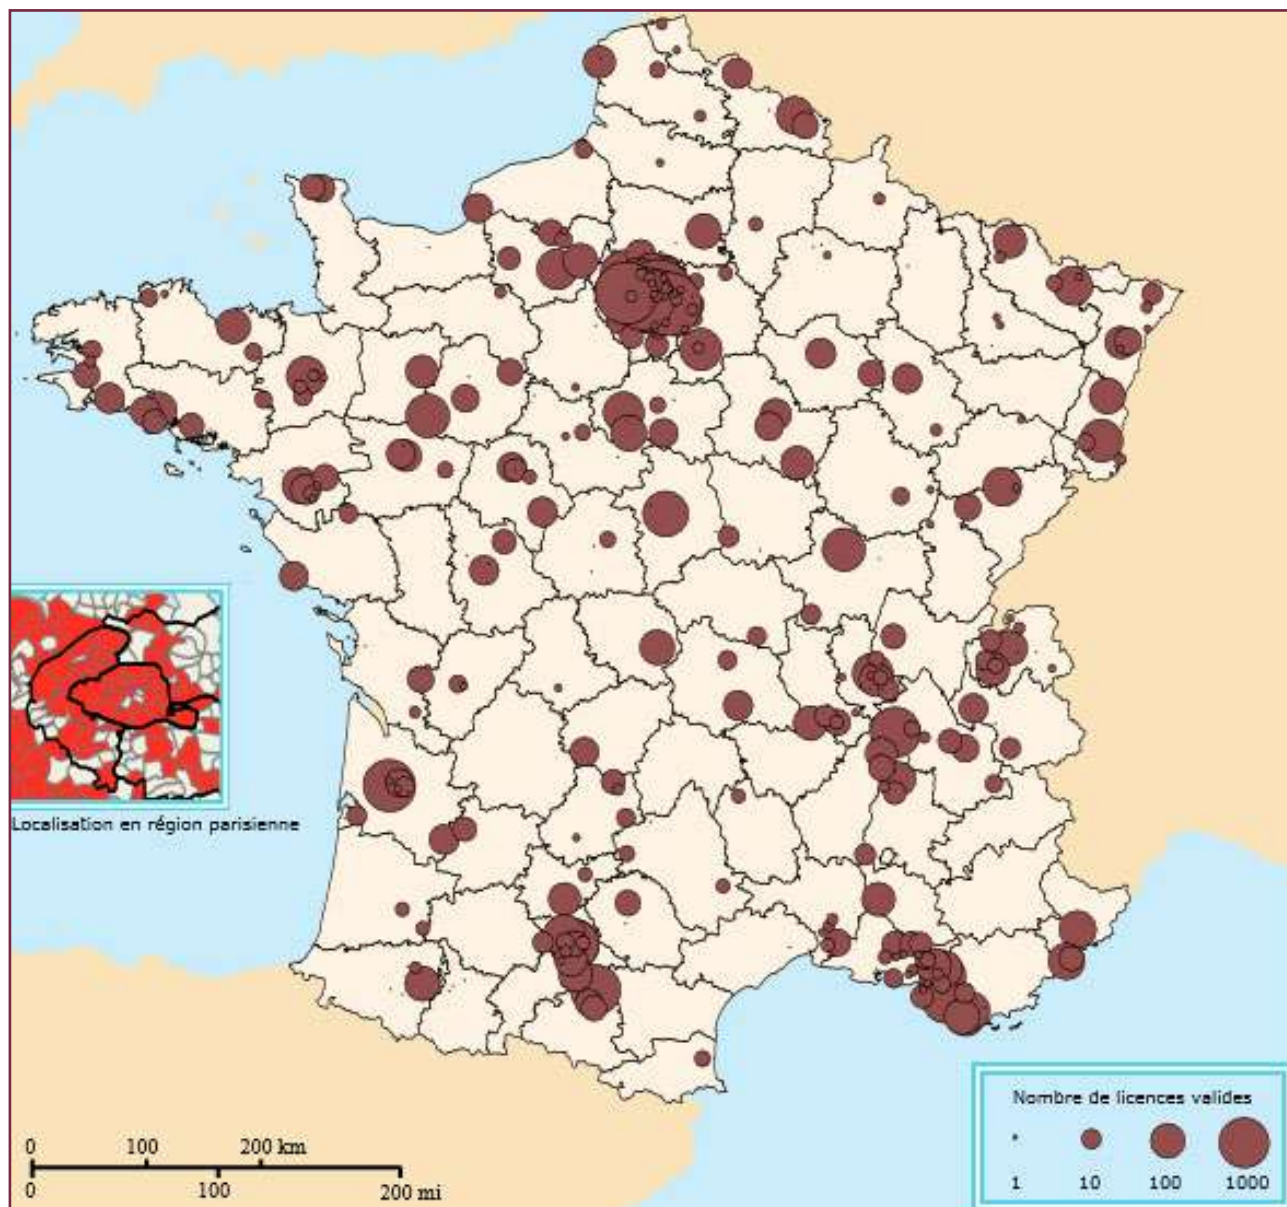 Localisation en région parisienne
Nombre de licences valides
1 10 100 1000
0 100 200 km
0 100 200 mi